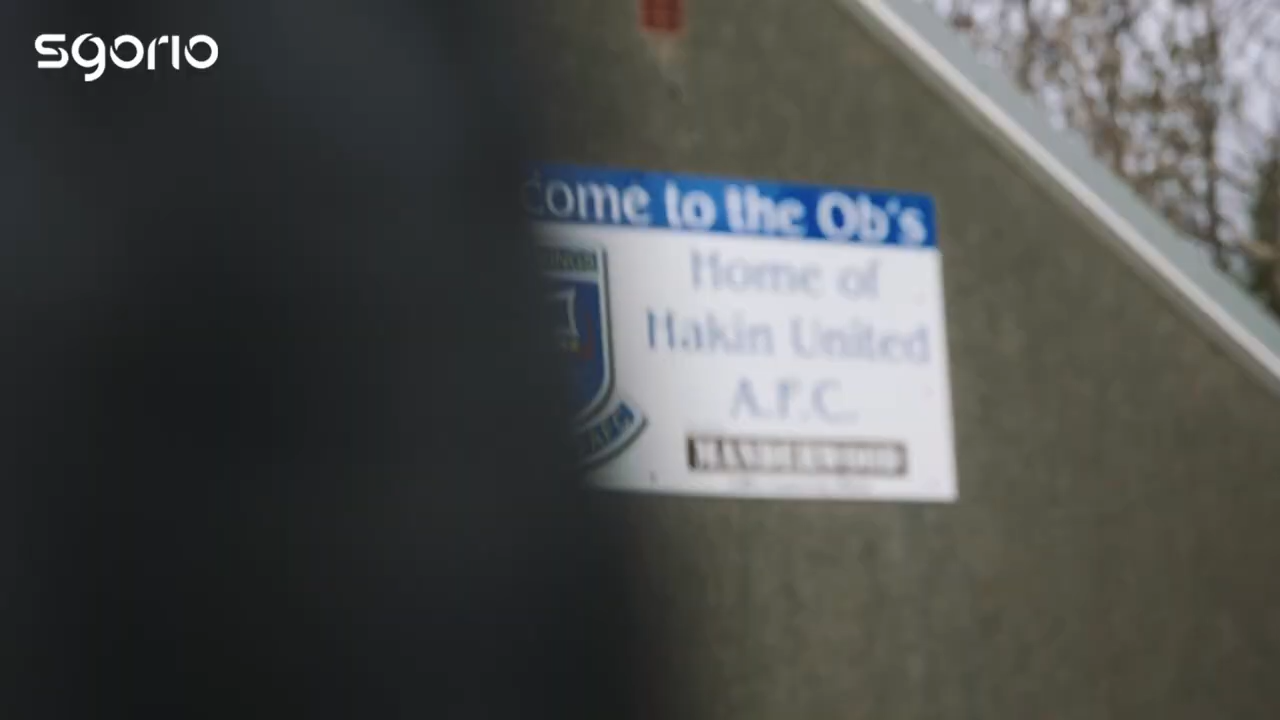 sgorio
come to the Ob's
Home of
Hakin United
A.F.C.